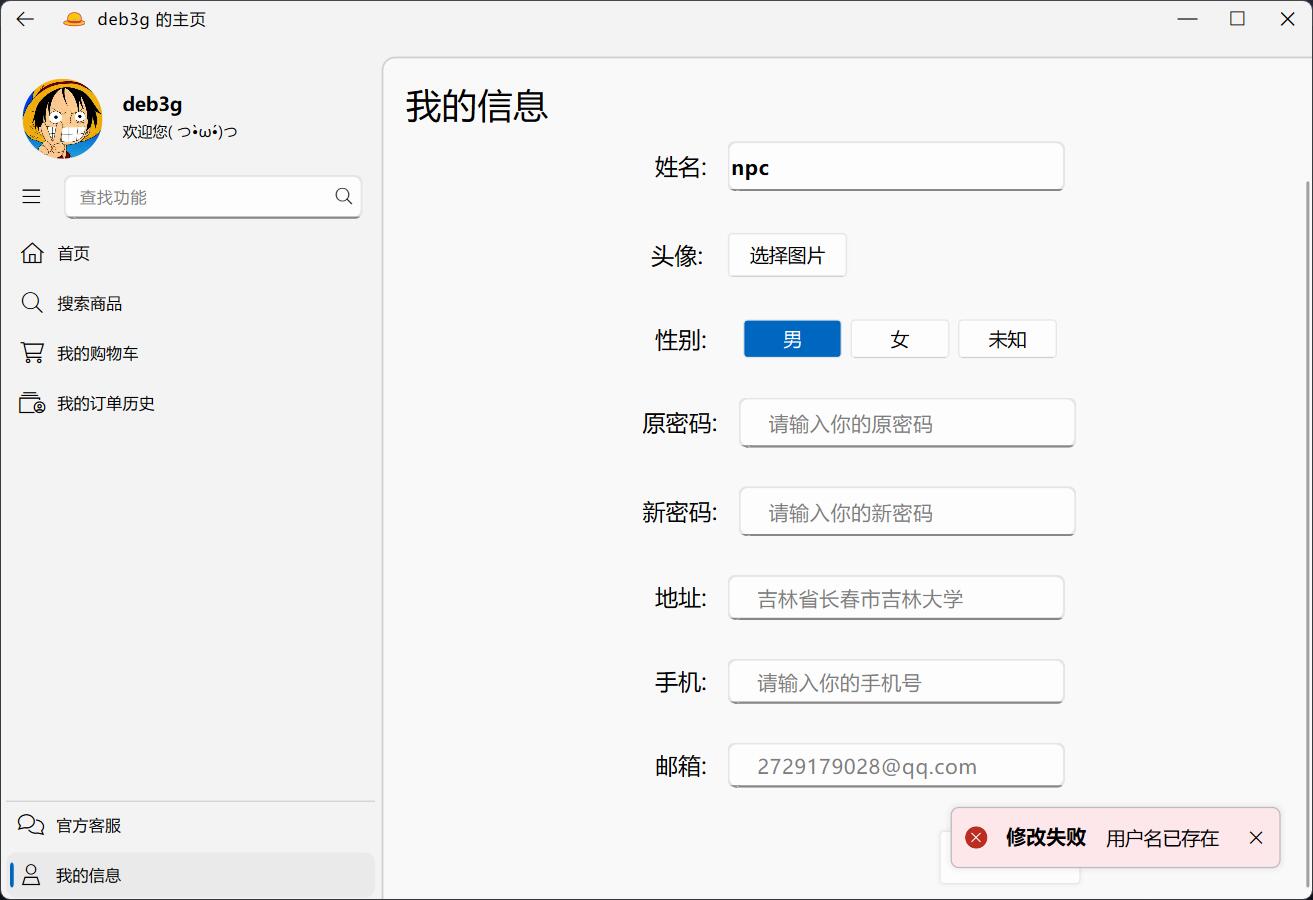 deb3g 的主页
deb3g
欢迎您( つ•̀ω•́)つ
查找功能
首页
搜索商品
我的购物车
我的订单历史
官方客服
我的信息
我的信息
姓名: npc
头像: 选择图片
性别: 男 女 未知
原密码: 请输入你的原密码
新密码: 请输入你的新密码
地址: 吉林省长春市吉林大学
手机: 请输入你的手机号
邮箱: 2729179028@qq.com
修改失败 用户名已存在